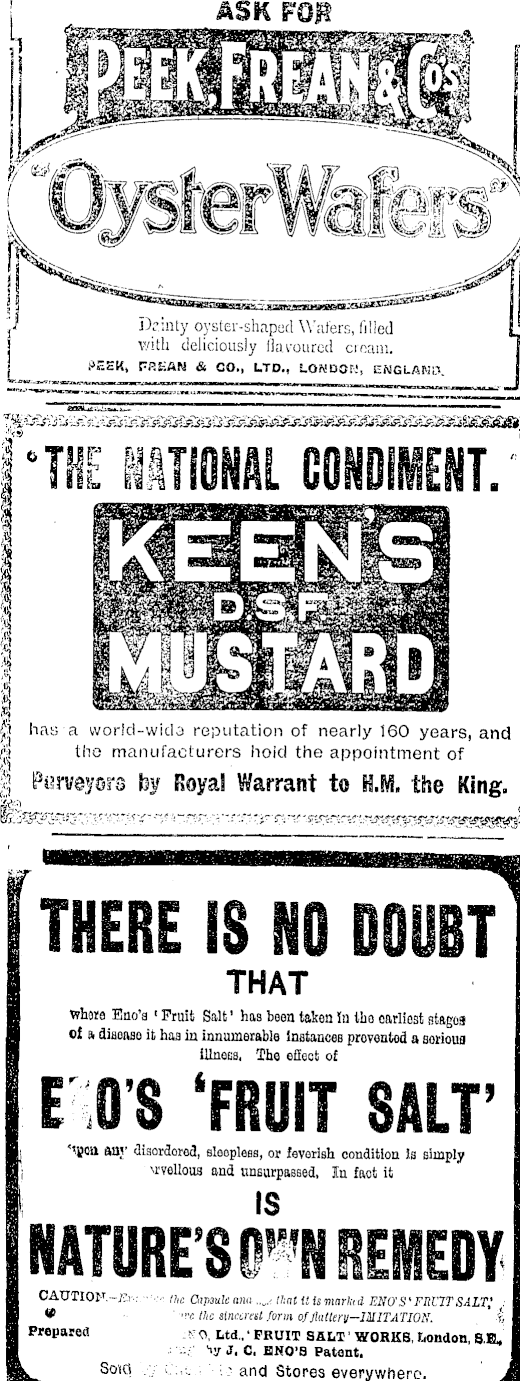 ASK FOR
PEEK, FREAN & Co's
"Oyster Wafers"
Dainty oyster-shaped Wafers, filled
with deliciously flavoured cream.
PEEK, FREAN & CO., LTD., LONDON, ENGLAND.
THE NATIONAL CONDIMENT.
KEEN'S
DSF
MUSTARD
has a world-wide reputation of nearly 160 years, and
the manufacturers hold the appointment of
Purveyors by Royal Warrant to H.M. the King.
THERE IS NO DOUBT
THAT
where Eno's 'Fruit Salt' has been taken in the earliest stages
of a disease it has in innumerable instances prevented a serious
illness. The effect of
ENO'S 'FRUIT SALT'
upon any disordered, sleepless, or feverish condition is simply
and unsurpassed. In fact it
IS
NATURE'S OWN REMEDY
CAUTION.—the Capsule and that it is marked ENO'S 'FRUIT SALT,'
the sincerest form of flattery—IMITATION.
Prepared Ltd., 'FRUIT SALT' WORKS, London, S.E.,
by J. C. ENO'S Patent.
Sold and Stores everywhere.